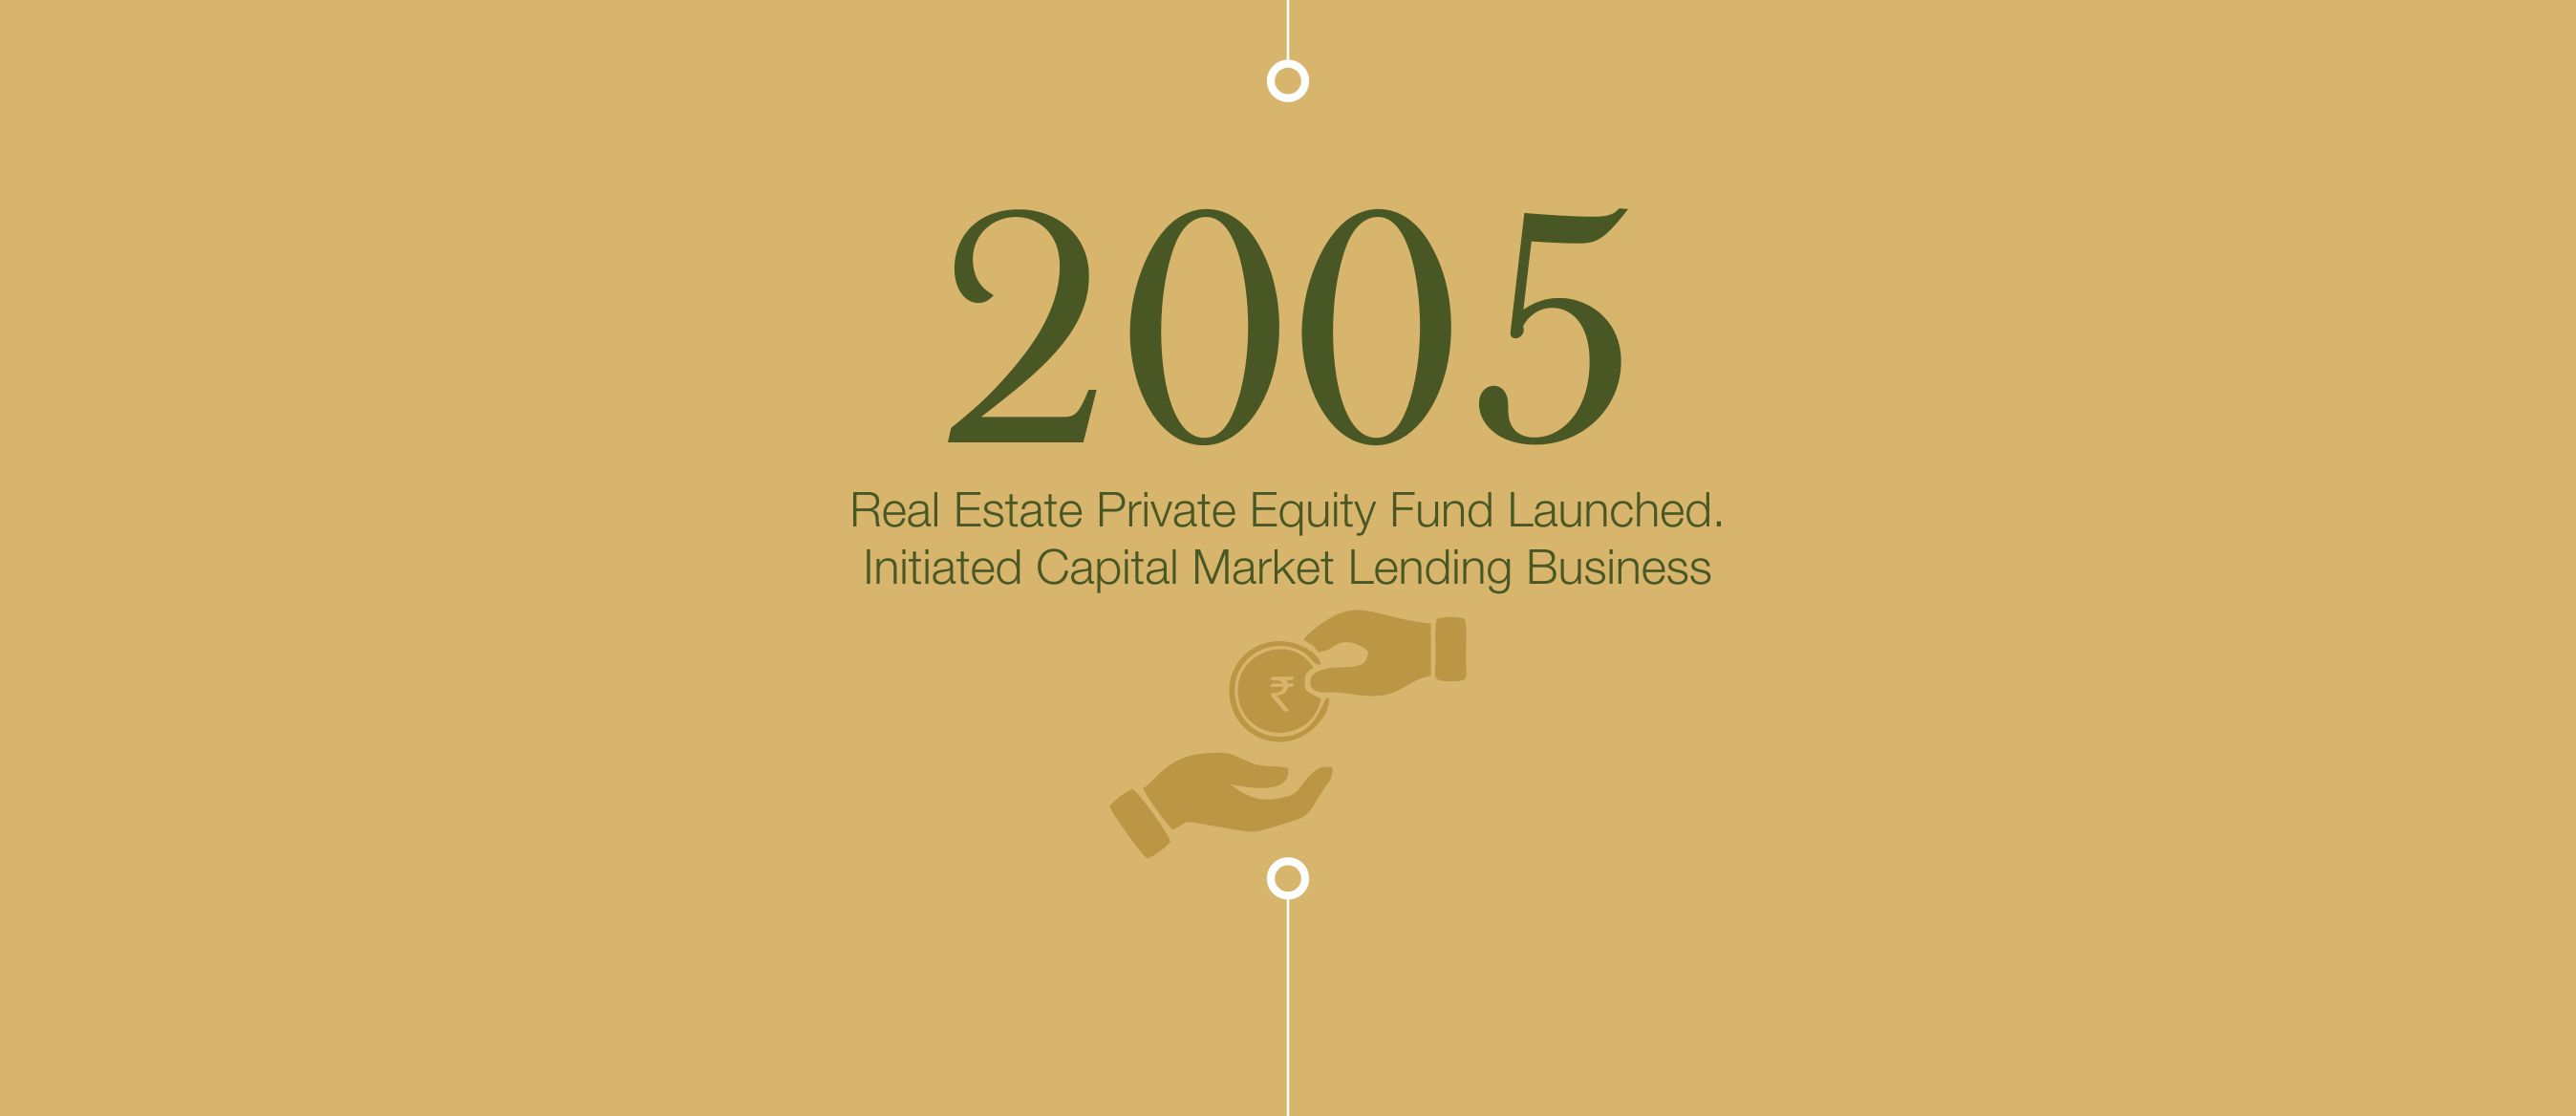 2005
Real Estate Private Equity Fund Launched.
Initiated Capital Market Lending Business
₹